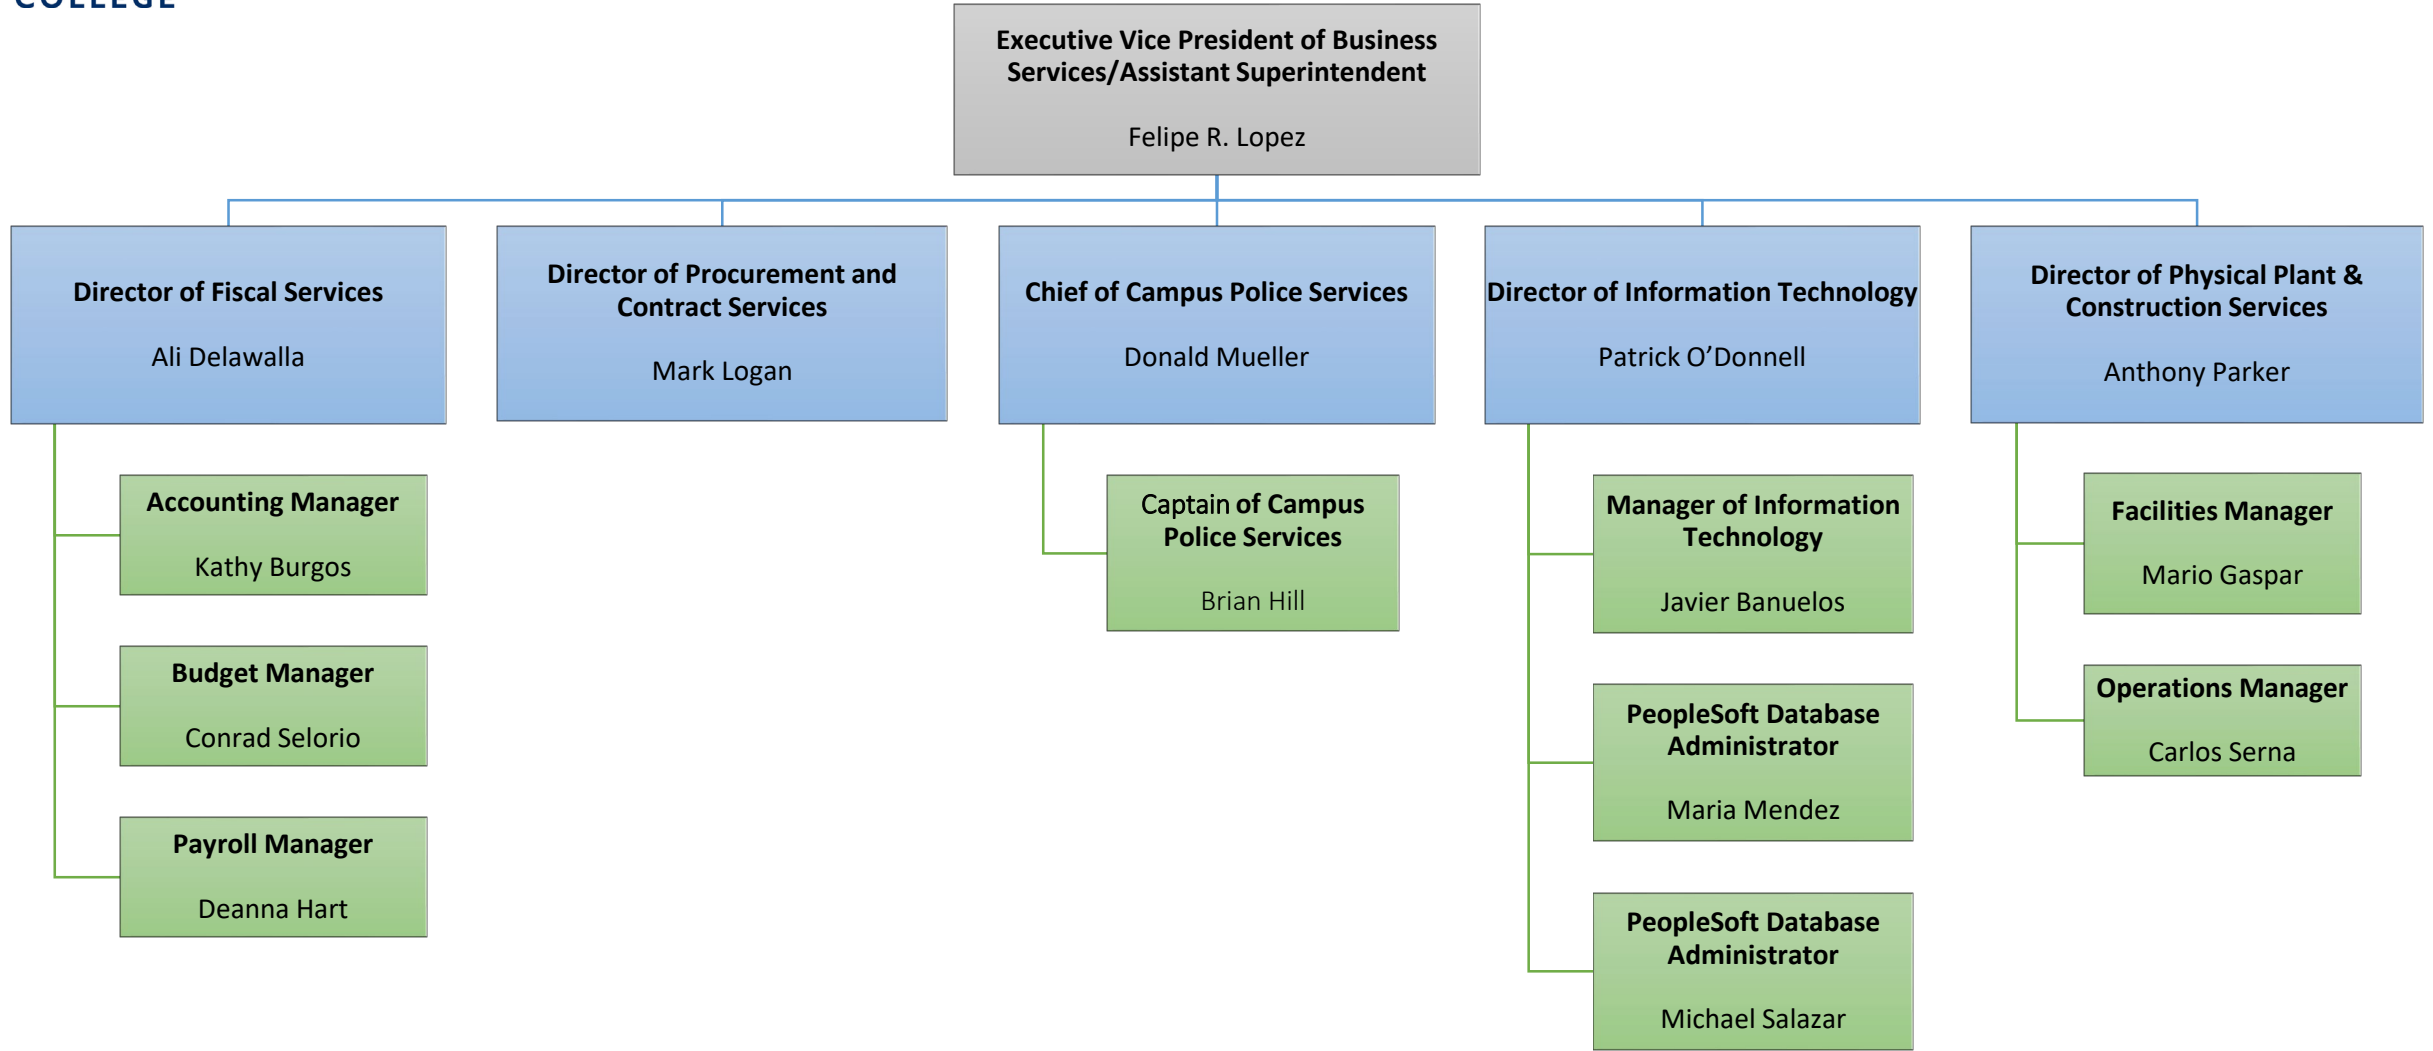 COLLEGE
Executive Vice President of Business
Services/Assistant Superintendent
Felipe R. Lopez
Director of Fiscal Services
Ali Delawalla
Director of Procurement and
Contract Services
Mark Logan
Chief of Campus Police Services
Donald Mueller
Director of Information Technology
Patrick O’Donnell
Director of Physical Plant &
Construction Services
Anthony Parker
Accounting Manager
Kathy Burgos
Budget Manager
Conrad Selorio
Payroll Manager
Deanna Hart
Captain of Campus
Police Services
Brian Hill
Manager of Information
Technology
Javier Banuelos
PeopleSoft Database
Administrator
Maria Mendez
PeopleSoft Database
Administrator
Michael Salazar
Facilities Manager
Mario Gaspar
Operations Manager
Carlos Serna